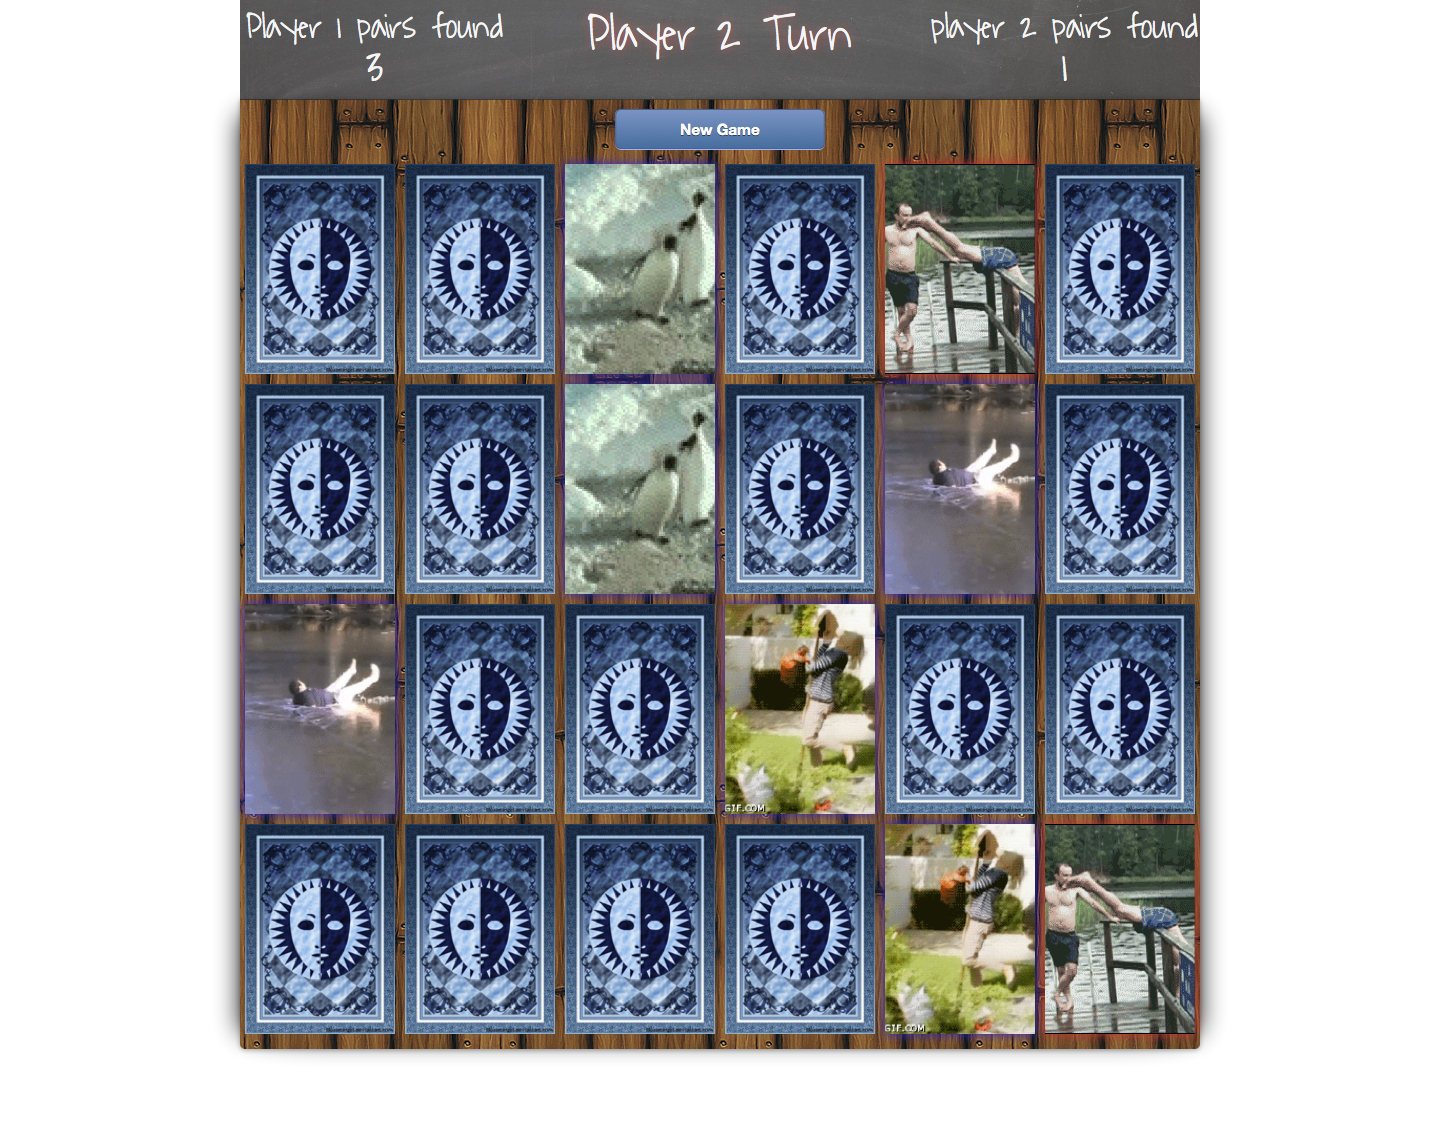 Player 1 pairs found
3
Player 2 Turn
player 2 pairs found
1
New Game
GIF.COM
GIF.COM